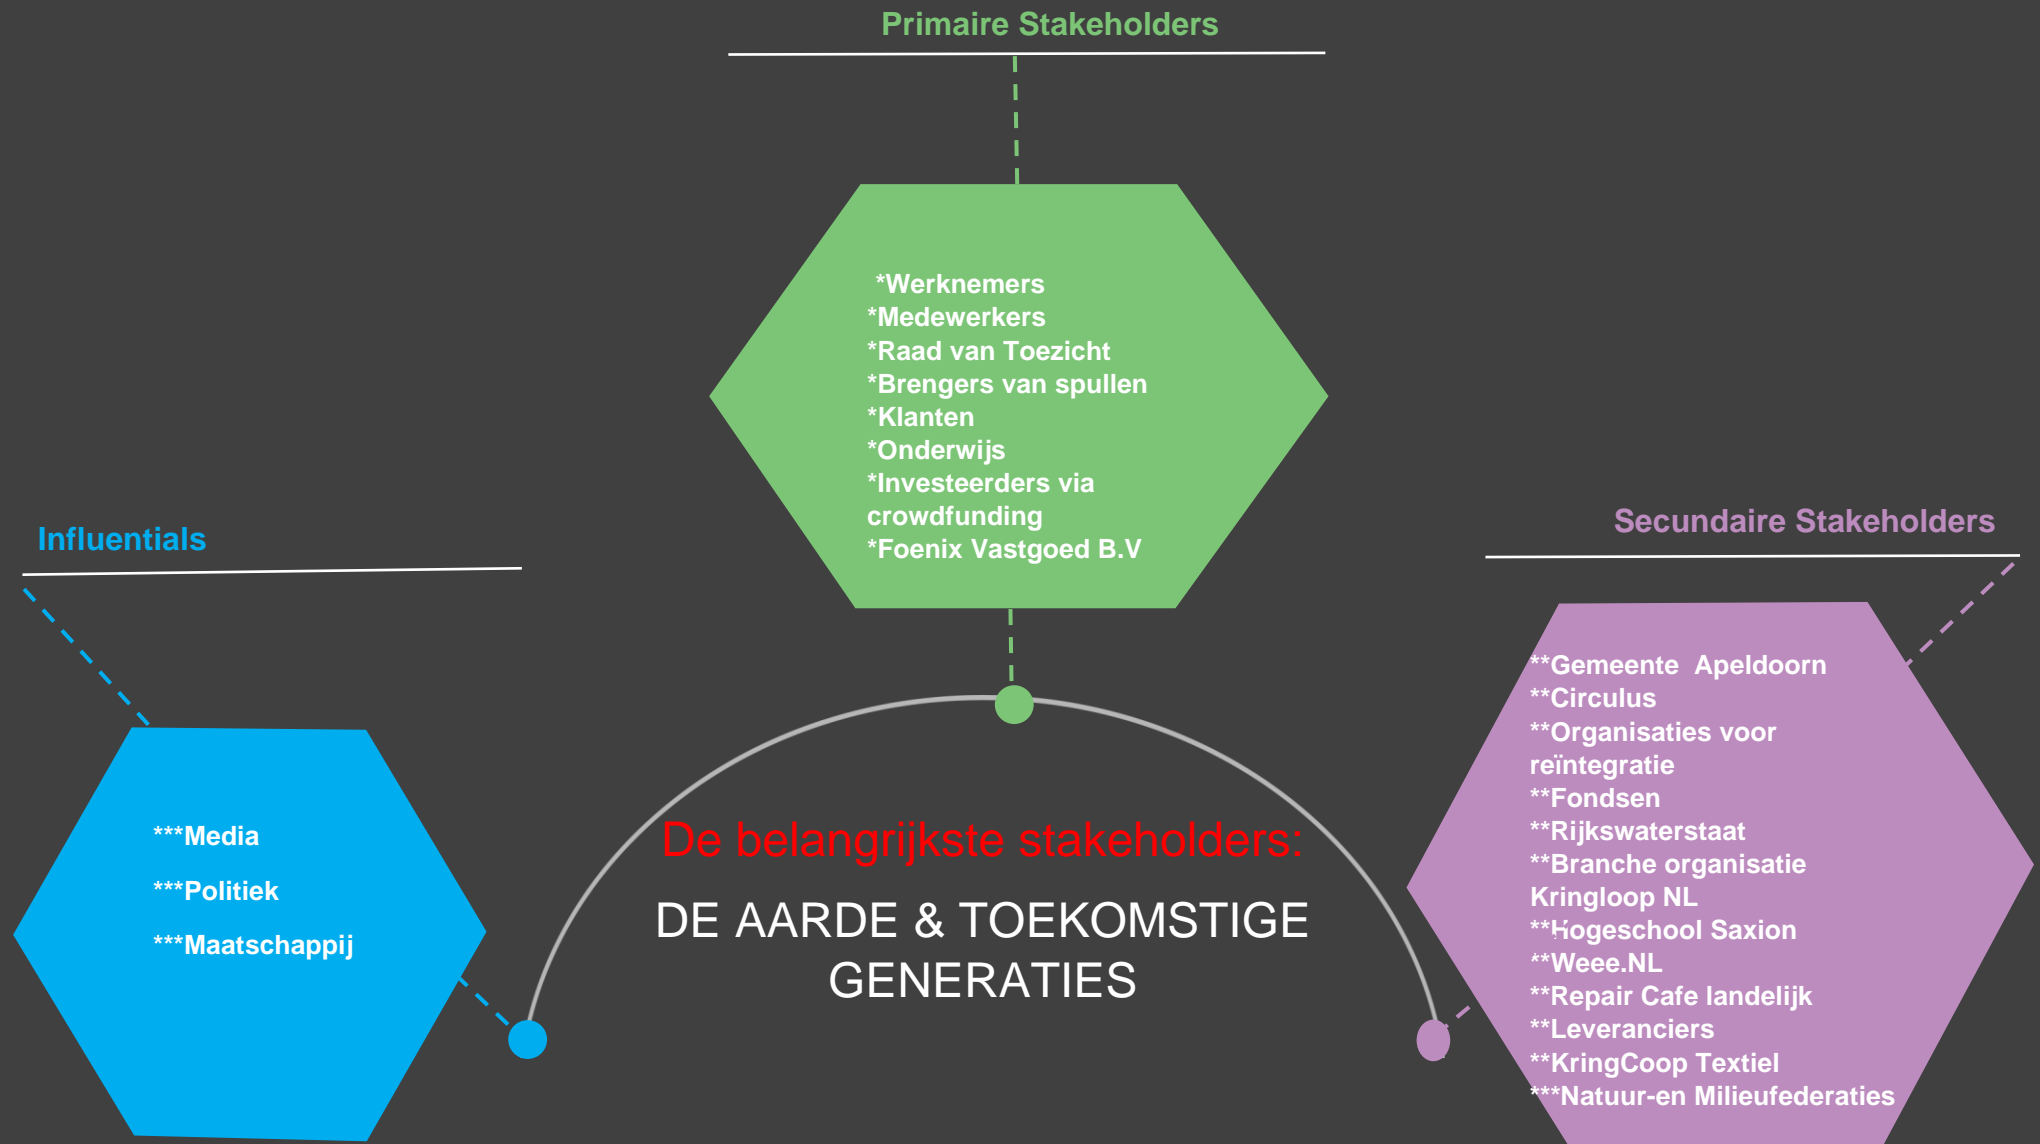 Primaire Stakeholders
*Werknemers
*Medewerkers
*Raad van Toezicht
*Brengers van spullen
*Klanten
*Onderwijs
*Investeerders via
crowdfunding
*Foenix Vastgoed B.V
Influentials
***Media
***Politiek
***Maatschappij
De belangrijkste stakeholders:
DE AARDE & TOEKOMSTIGE
GENERATIES
Secundaire Stakeholders
**Gemeente  Apeldoorn
**Circulus
**Organisaties voor
reïntegratie
**Fondsen
**Rijkswaterstaat
**Branche organisatie
Kringloop NL
**Hogeschool Saxion
**Weee.NL
**Repair Cafe landelijk
**Leveranciers
**KringCoop Textiel
***Natuur-en Milieufederaties